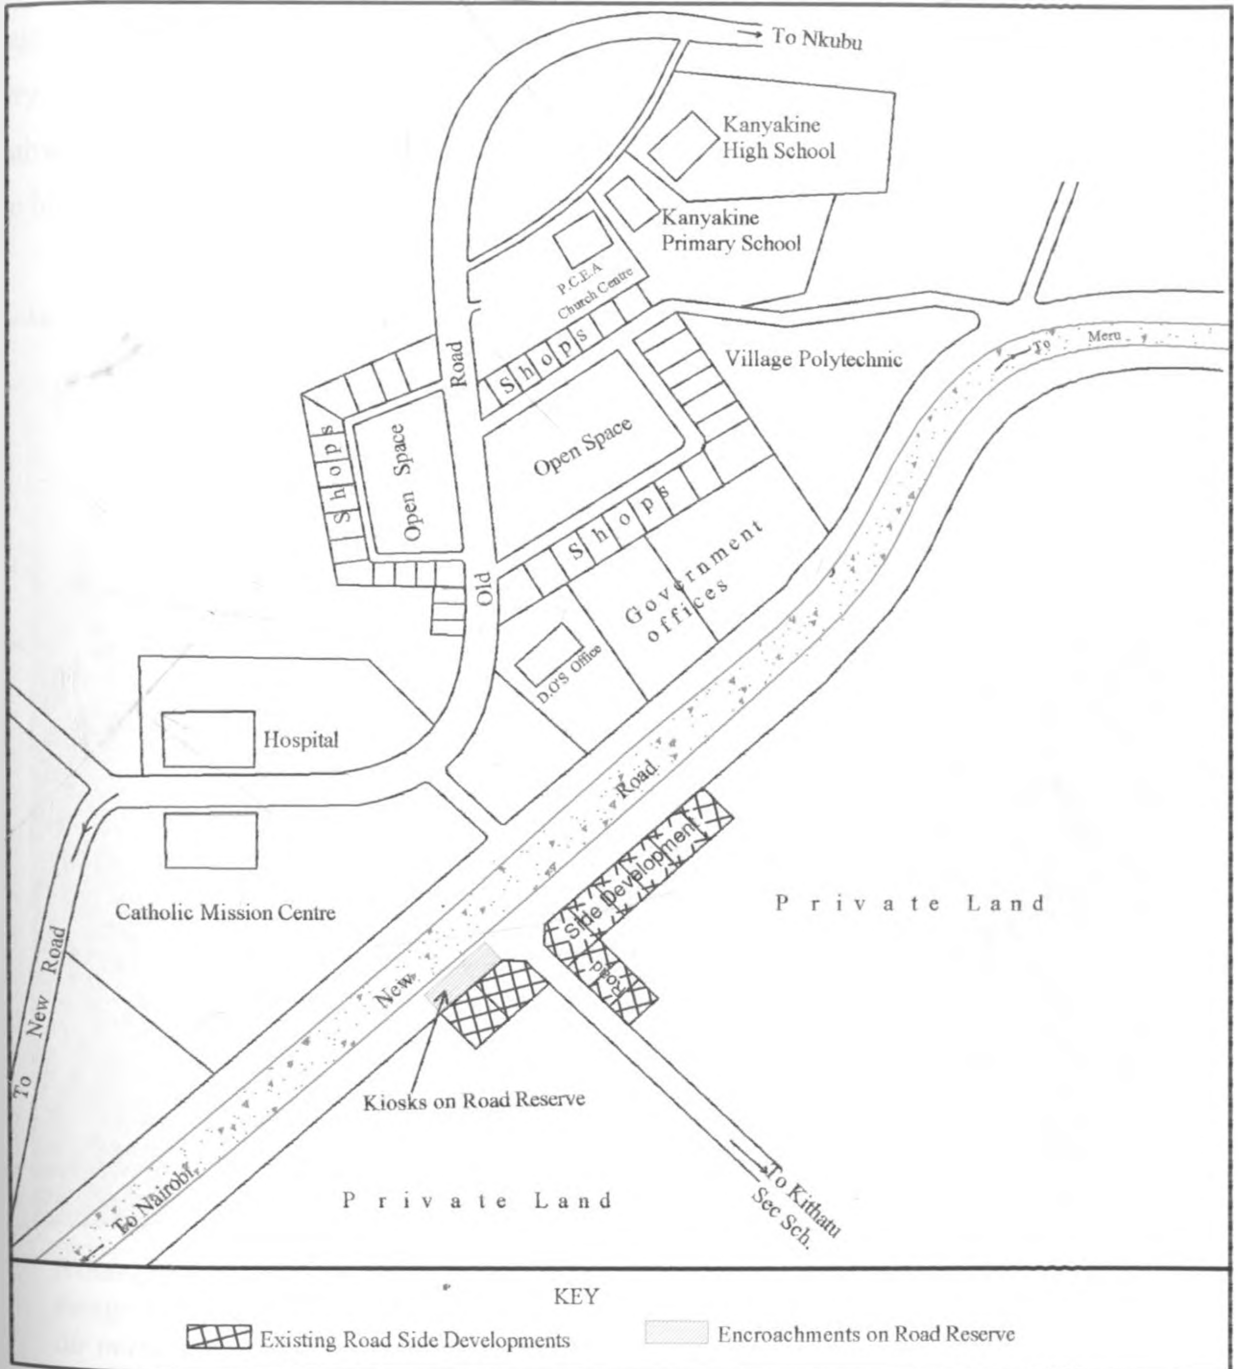 To Nkubu
Kanyakine
High School
Kanyakine
Primary School
P.C.E.A
Church Centre
Shops
Road
Village Polytechnic
To Meru
Open Space
Shops
Open Space
Shops
Old
Government
offices
D.O'S Office
Hospital
Road
Side Development
Road
Private Land
Catholic Mission Centre
New
To New Road
Kiosks on Road Reserve
To Nairobi
Private Land
To Kithatu
Sec Sch.
KEY
Existing Road Side Developments
Encroachments on Road Reserve